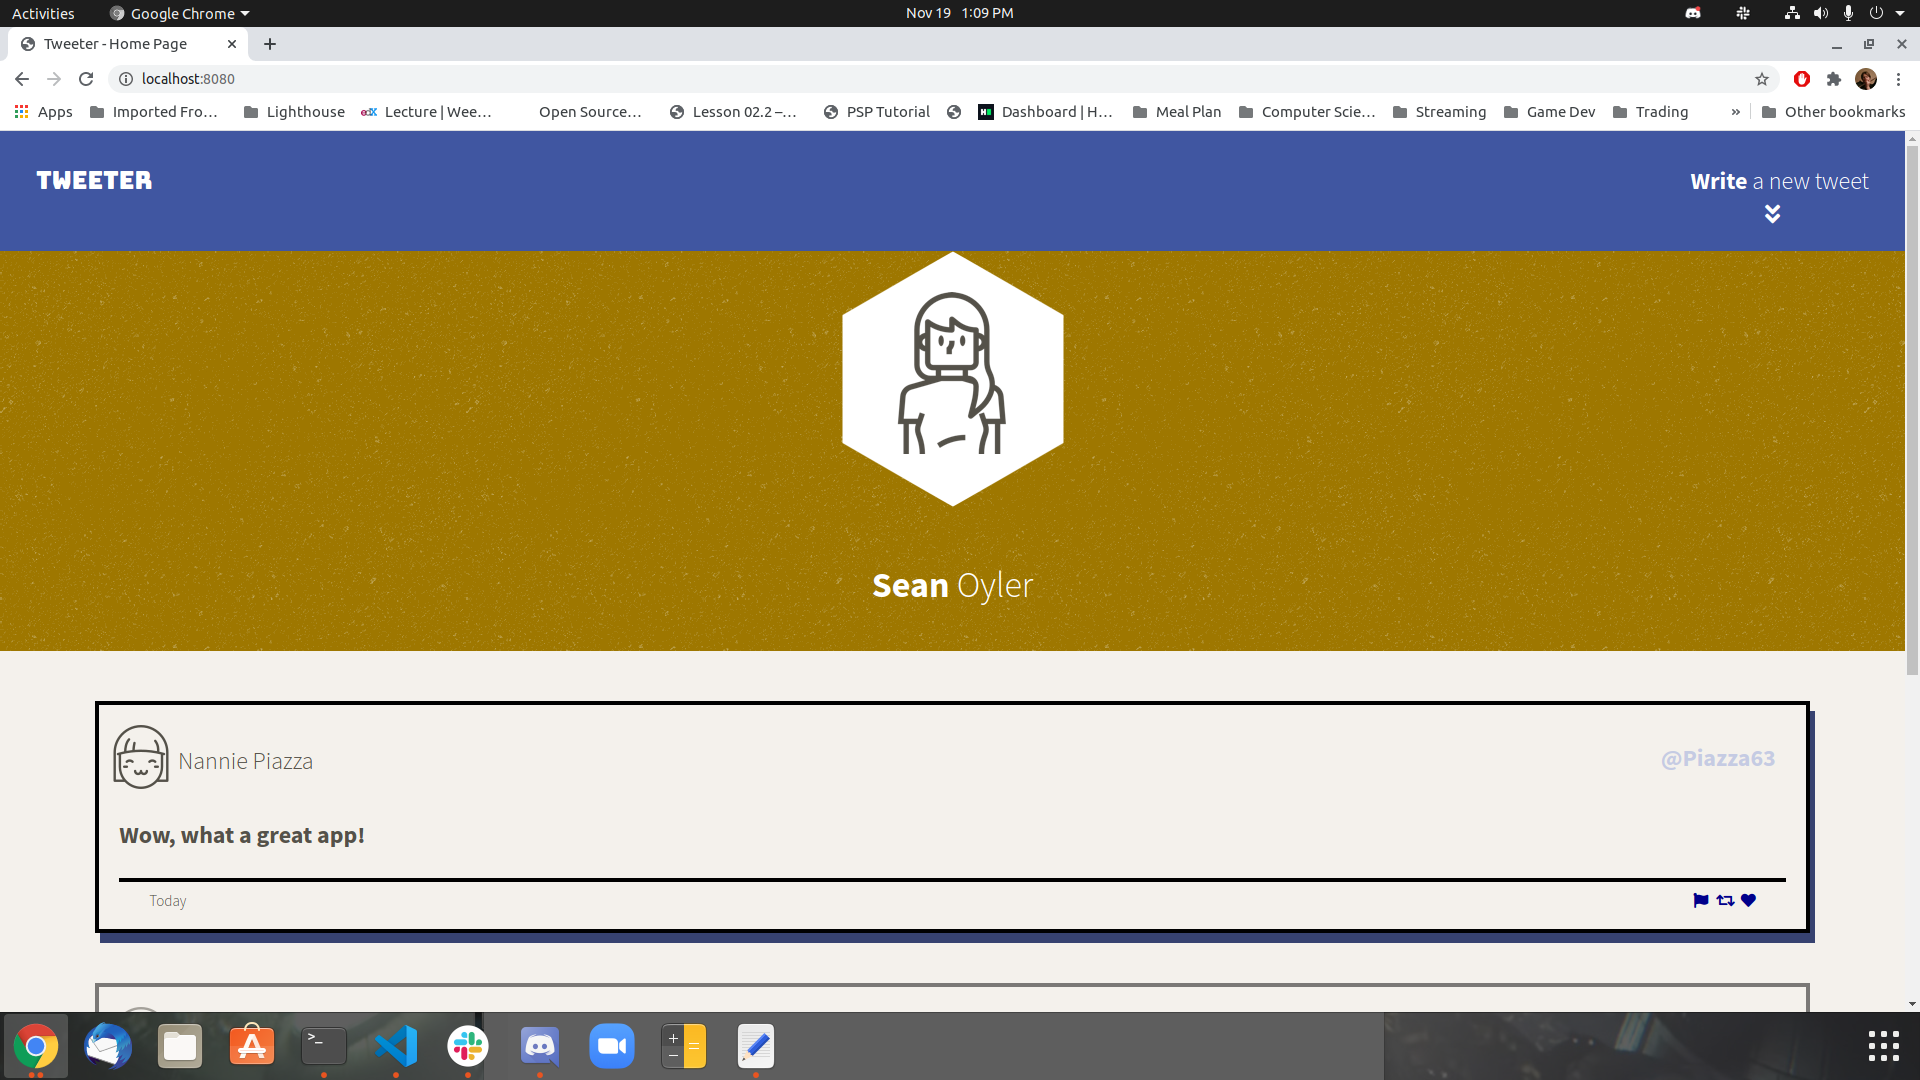 Activities Google Chrome Nov 19 1:09 PM
Tweeter - Home Page
localhost:8080
Apps Imported Fro… Lighthouse edX Lecture | Wee… Open Source… Lesson 02.2 –… PSP Tutorial H Dashboard | H… Meal Plan Computer Scie… Streaming Game Dev Trading » Other bookmarks
TWEETER
Write a new tweet
Sean Oyler
Nannie Piazza @Piazza63
Wow, what a great app!
Today